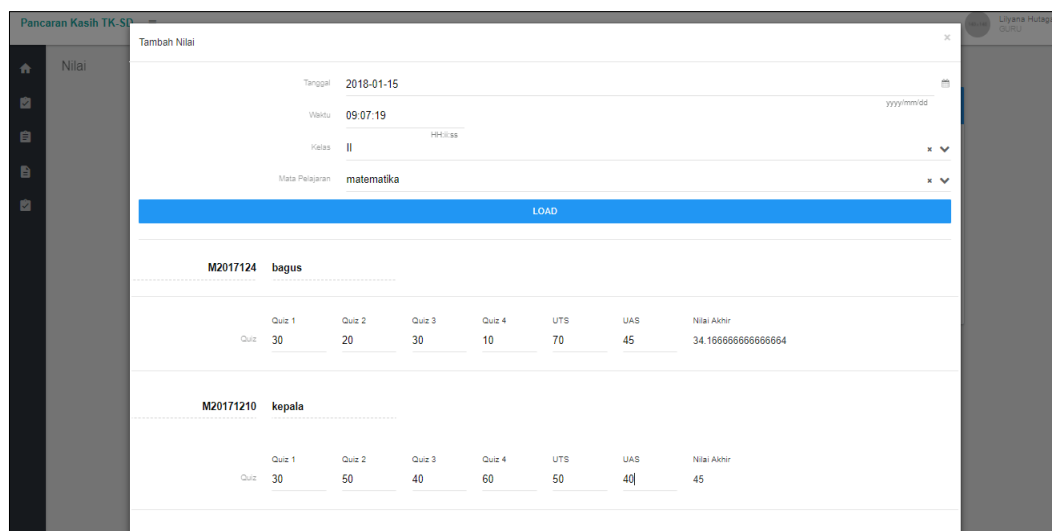 Pancaran Kasih TK-SD
Tambah Nilai
×
GURU
Nilai
Tanggal 2018-01-15
yyyy/mm/dd
Waktu 09:07:19
HH:ii:ss
Kelas II ×
Mata Pelajaran matematika ×
LOAD
M2017124 bagus
Quiz 1 Quiz 2 Quiz 3 Quiz 4 UTS UAS Nilai Akhir
Quiz 30 20 30 10 70 45 34.166666666666664
M20171210 kepala
Quiz 1 Quiz 2 Quiz 3 Quiz 4 UTS UAS Nilai Akhir
Quiz 30 50 40 60 50 40 45